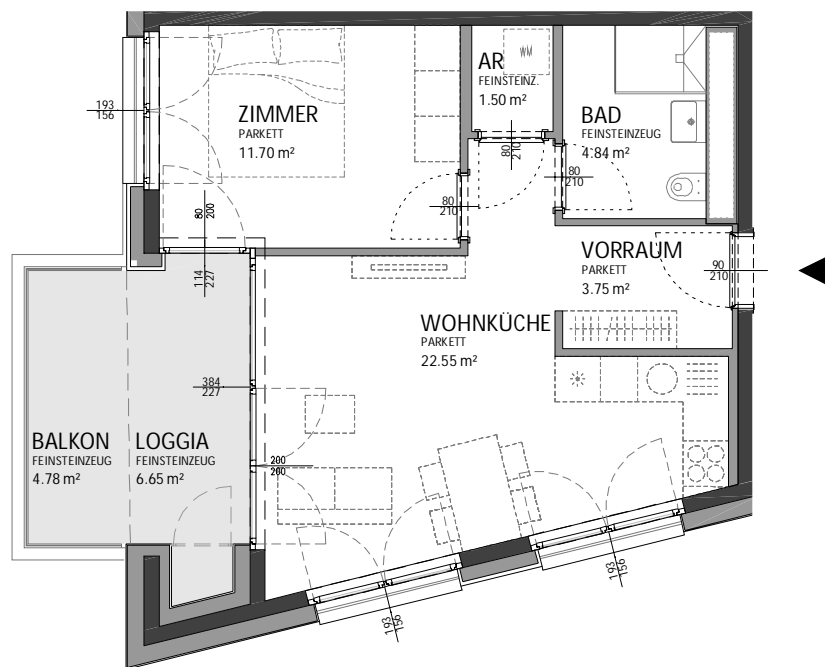 AR
FEINSTEINZ.
1.50 m²
WM
193
156
ZIMMER
PARKETT
11.70 m²
BAD
FEINSTEINZEUG
4.84 m²
80
210
80
210
80
210
80
200
VORRAUM
PARKETT
3.75 m²
90
210
114
227
WOHNKÜCHE
PARKETT
22.55 m²
384
227
BALKON
FEINSTEINZEUG
4.78 m²
LOGGIA
FEINSTEINZEUG
6.65 m²
200
200
193
156
193
156